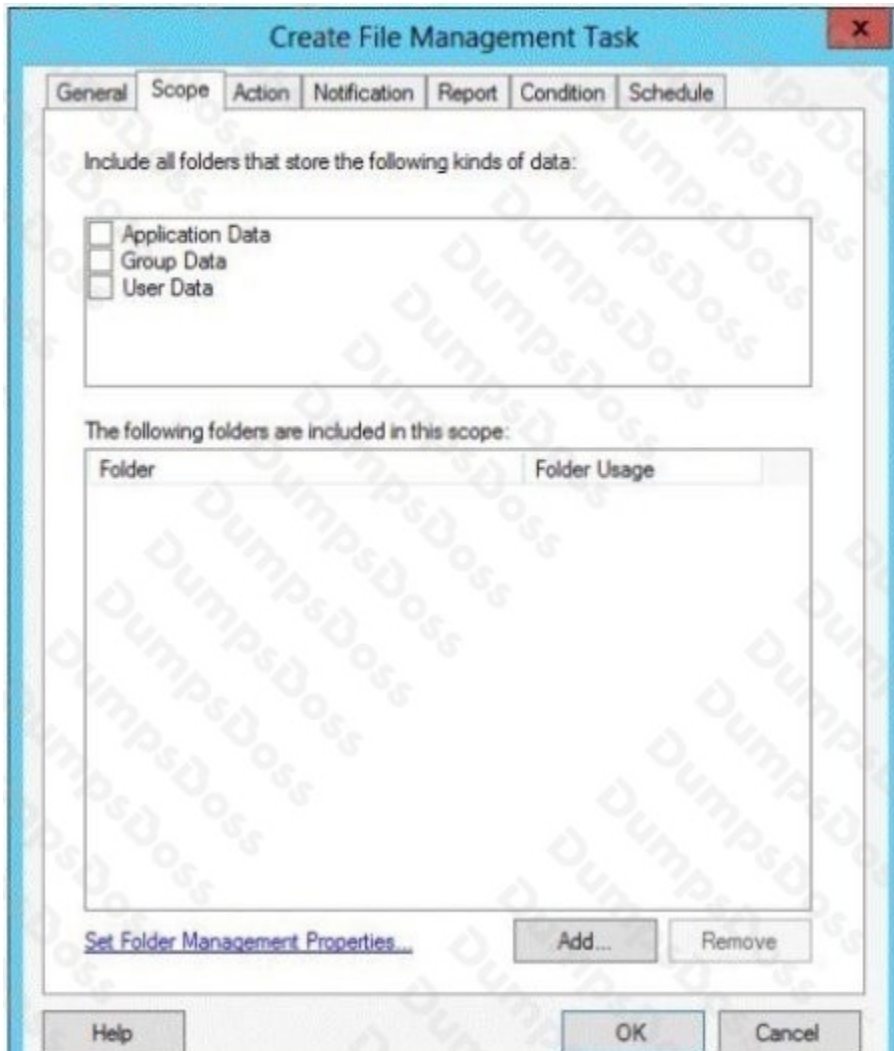 Create File Management Task
x
General Scope Action Notification Report Condition Schedule
Include all folders that store the following kinds of data:
Application Data
Group Data
User Data
The following folders are included in this scope:
Folder Folder Usage
Set Folder Management Properties...
Add... Remove
Help OK Cancel
DumpsDoss